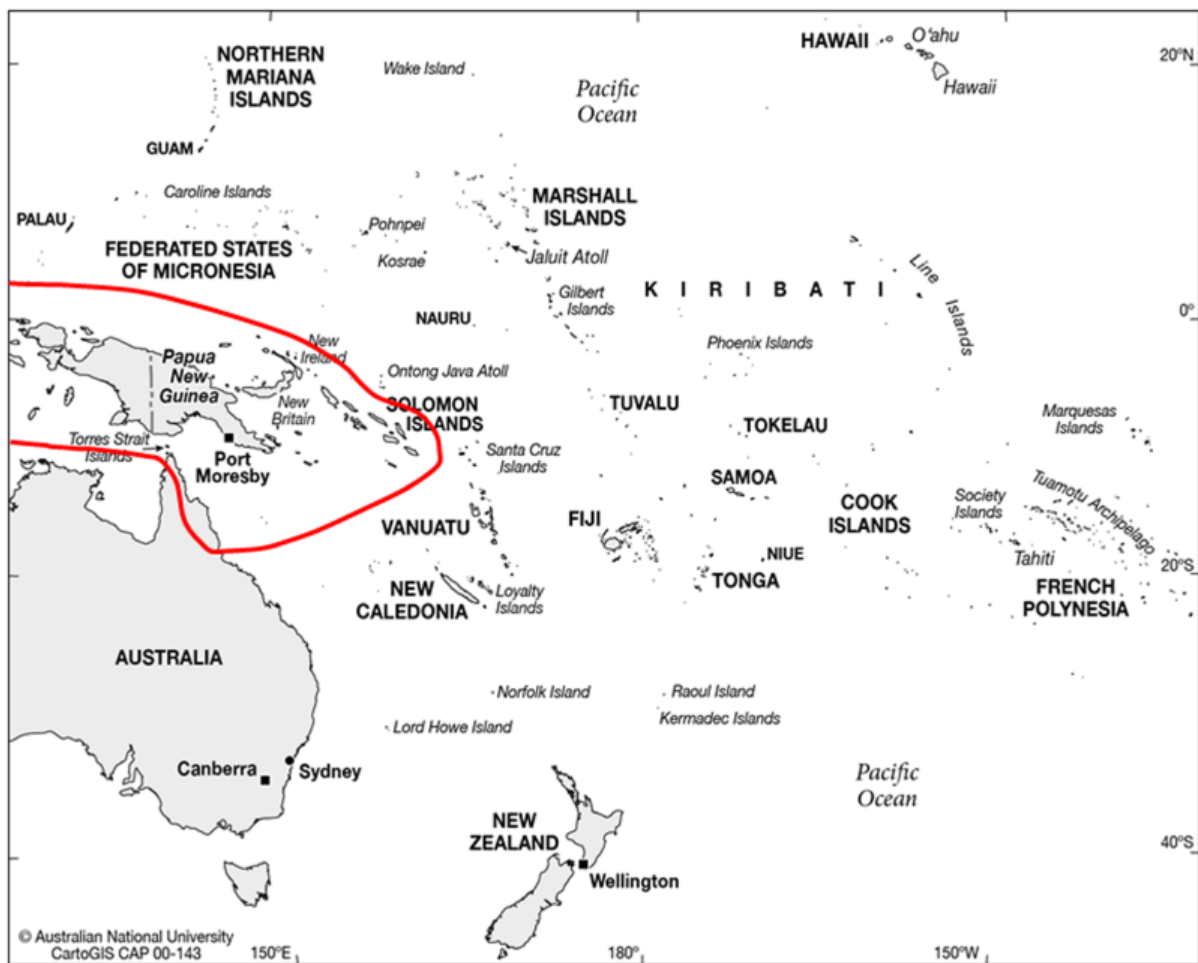 NORTHERN
MARIANA
ISLANDS
Wake Island
Pacific
Ocean
HAWAII
O'ahu
Hawaii
20°N
GUAM
Caroline Islands
PALAU
FEDERATED STATES
OF MICRONESIA
Pohnpei
Kosrae
MARSHALL
ISLANDS
Jaluit Atoll
Gilbert
Islands
KIRIBATI
Line Islands
NAURU
0°
Phoenix Islands
Papua
New
Guinea
New
Ireland
New
Britain
Ontong Java Atoll
SOLOMON
ISLANDS
TUVALU
TOKELAU
Marquesas
Islands
Torres Strait
Islands
Port
Moresby
Santa Cruz
Islands
SAMOA
COOK
ISLANDS
Society
Islands
Tuamotu Archipelago
VANUATU
FIJI
NIUE
Tahiti
TONGA
NEW
CALEDONIA
Loyalty
Islands
20°S
FRENCH
POLYNESIA
AUSTRALIA
Norfolk Island
Raoul Island
Lord Howe Island
Kermadec Islands
Canberra
Sydney
Pacific
Ocean
NEW
ZEALAND
Wellington
40°S
© Australian National University
CartoGIS CAP 00-143
150°E
180°
150°W